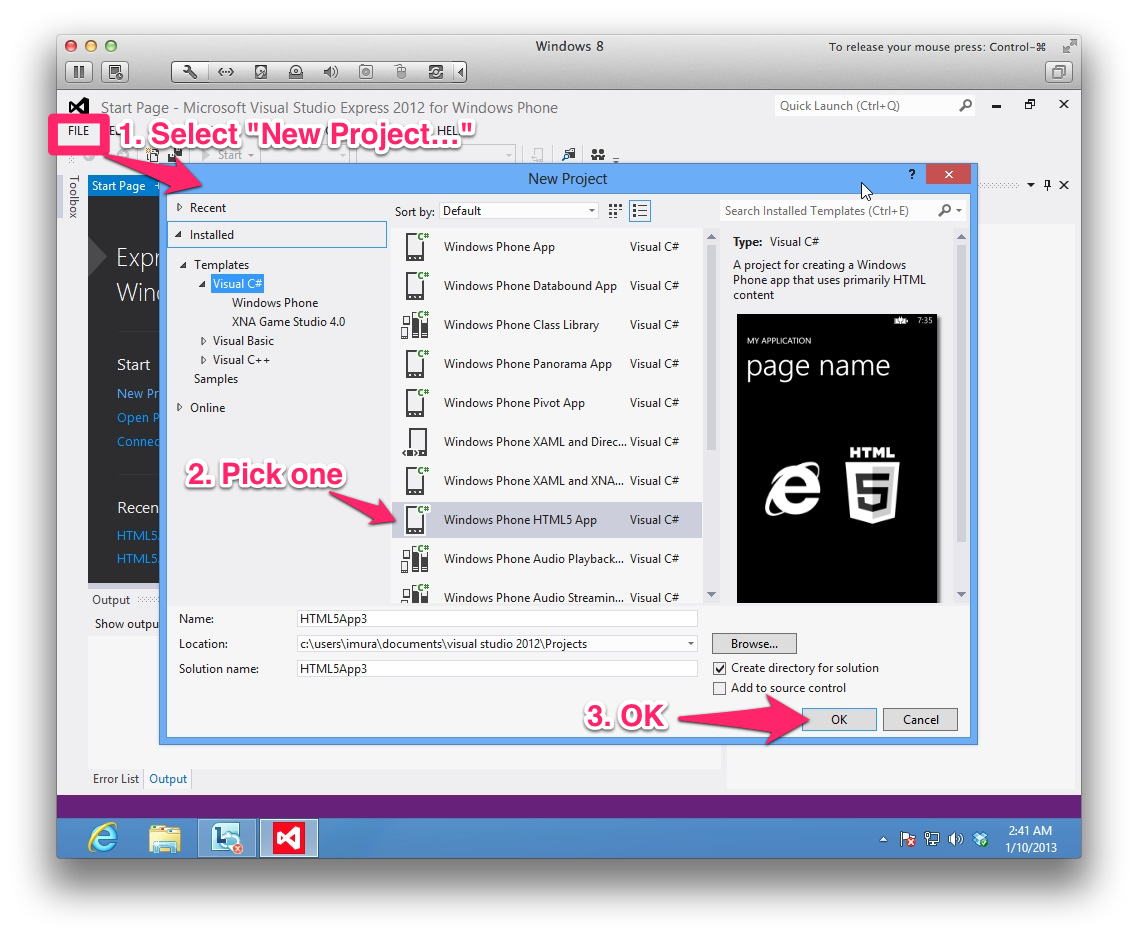 Windows 8
To release your mouse press: Control-⌘
Start Page - Microsoft Visual Studio Express 2012 for Windows Phone
Quick Launch (Ctrl+Q)
FILE
1. Select "New Project..."
Start
Toolbox
Start Page
New Project
?
Recent
Installed
Templates
Visual C#
Windows Phone
XNA Game Studio 4.0
Visual Basic
Visual C++
Samples
Online
Sort by: Default
Search Installed Templates (Ctrl+E)
Windows Phone App Visual C#
Windows Phone Databound App Visual C#
Windows Phone Class Library Visual C#
Windows Phone Panorama App Visual C#
Windows Phone Pivot App Visual C#
Windows Phone XAML and Direc... Visual C#
Windows Phone XAML and XNA... Visual C#
Windows Phone HTML5 App Visual C#
Windows Phone Audio Playback... Visual C#
Windows Phone Audio Streamin... Visual C#
2. Pick one
Type: Visual C#
A project for creating a Windows
Phone app that uses primarily HTML
content
7:35
MY APPLICATION
page name
HTML
5
Expr
Win
Start
New Pr
Open P
Connec
Recen
HTML5
HTML5
Output
Show outpu
Name: HTML5App3
Location: c:\users\imura\documents\visual studio 2012\Projects
Browse...
Solution name: HTML5App3
Create directory for solution
Add to source control
3. OK
OK
Cancel
Error List
Output
2:41 AM
1/10/2013